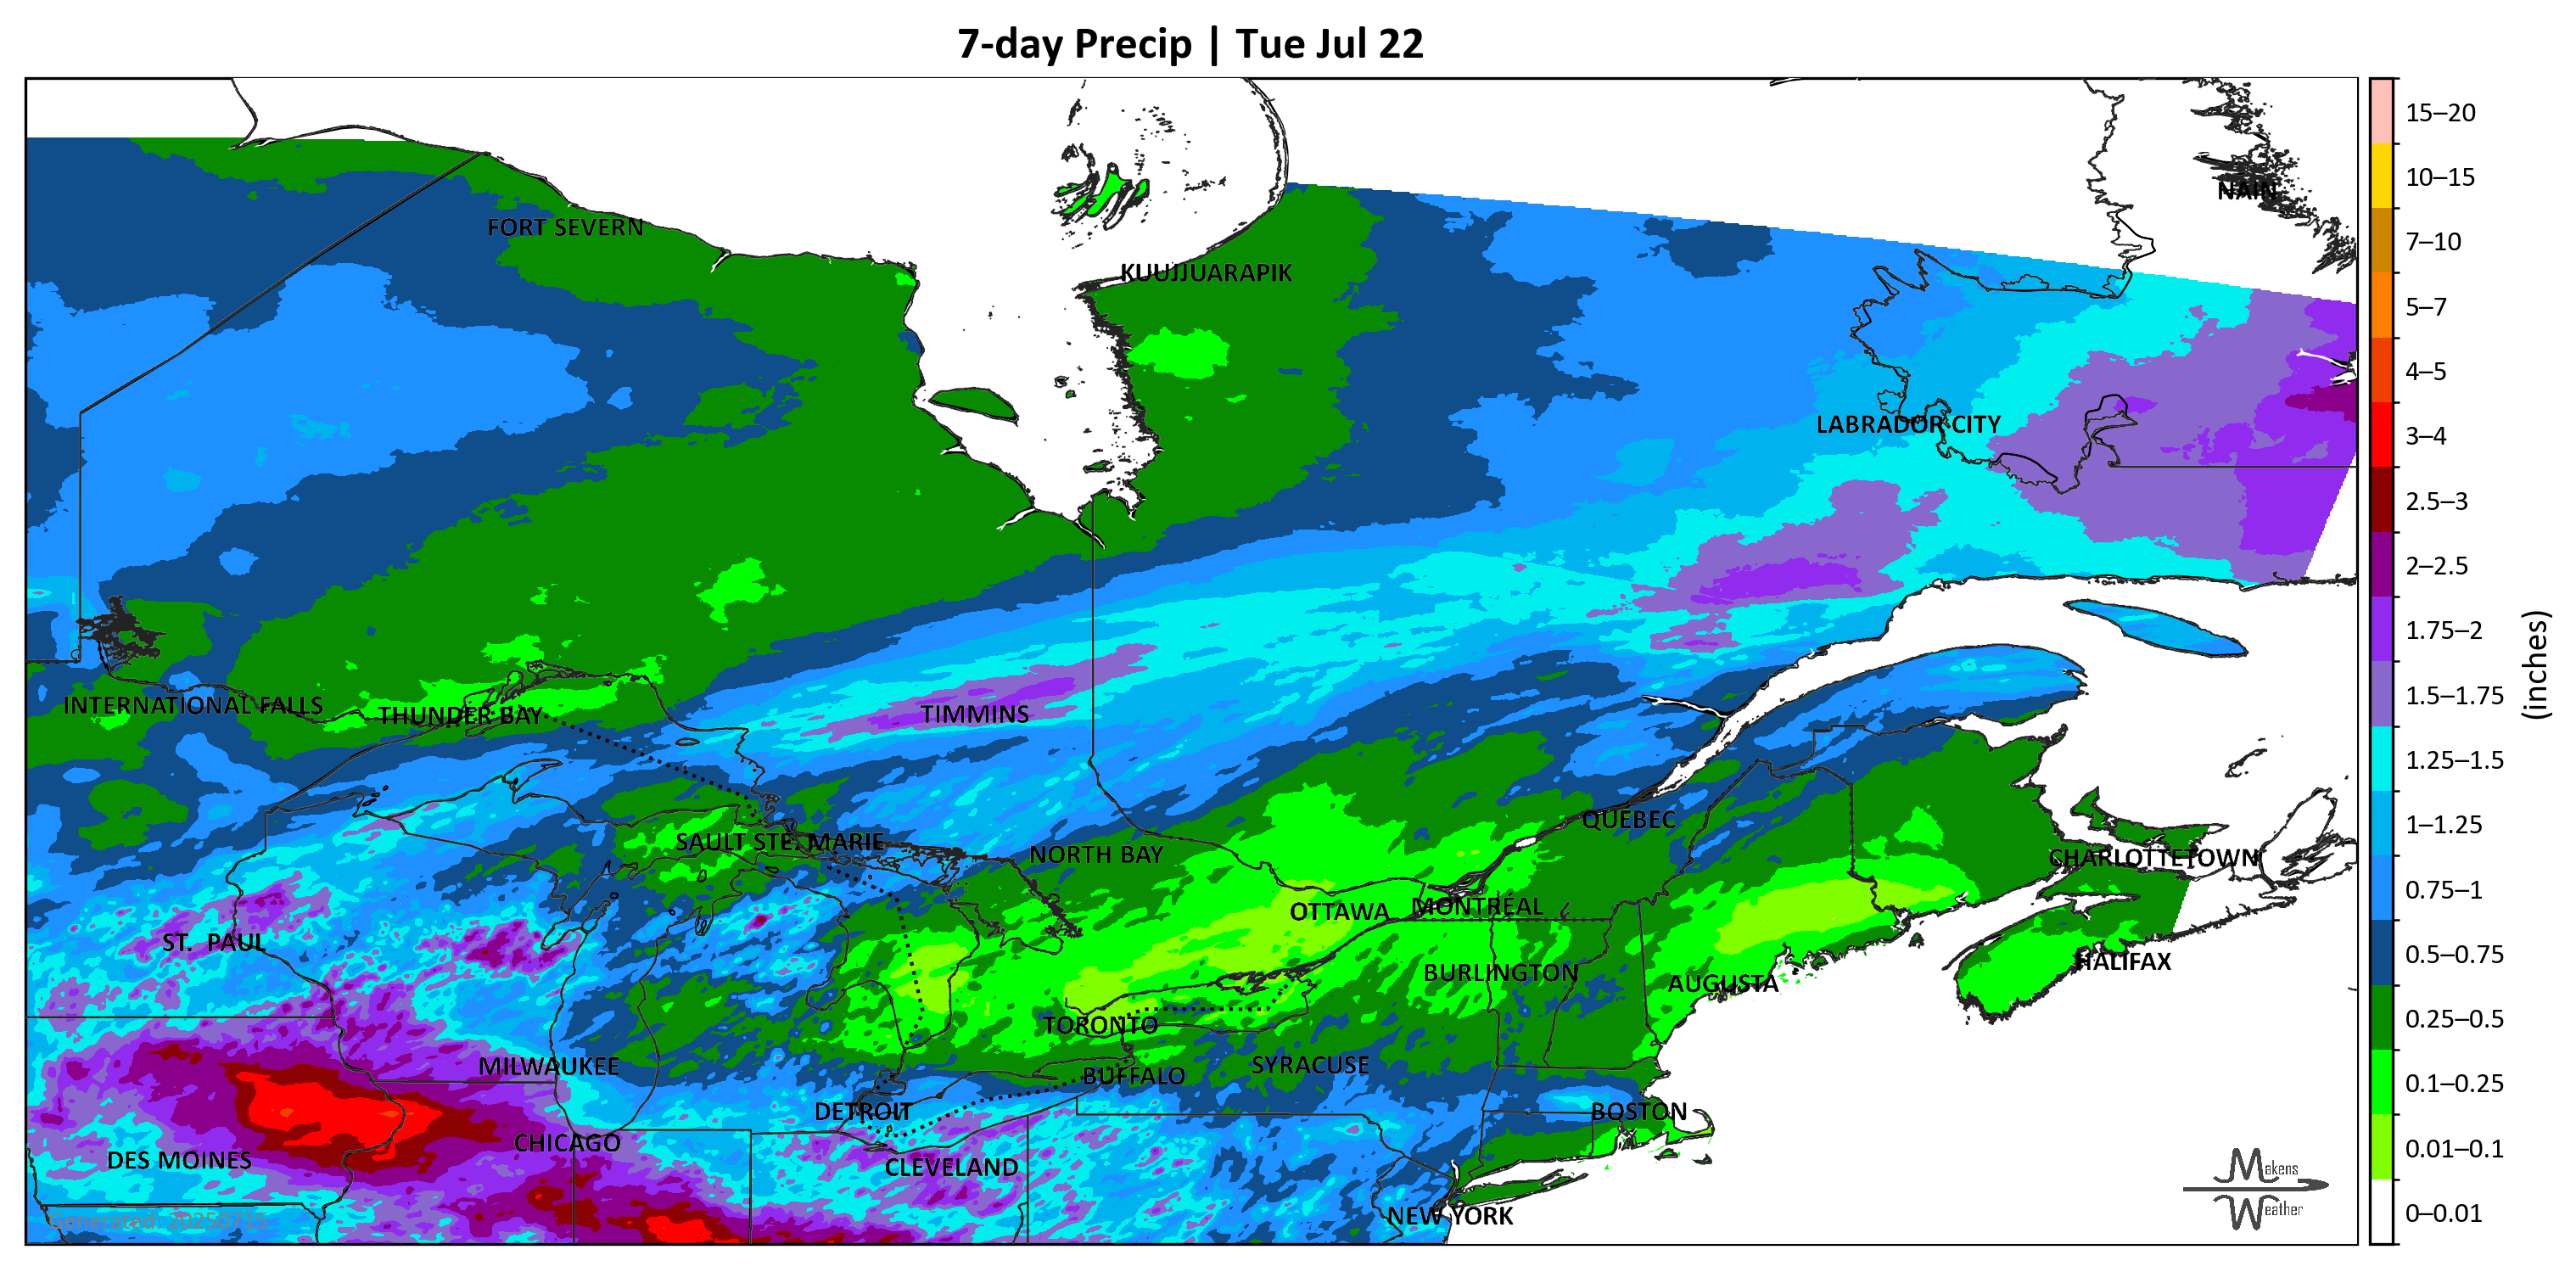 7-day Precip | Tue Jul 22
NAIN
FORT SEVERN
KUUJJUARAPIK
LABRADOR CITY
INTERNATIONAL FALLS
THUNDER BAY
TIMMINS
SAULT STE. MARIE
NORTH BAY
QUEBEC
CHARLOTTETOWN
OTTAWA
MONTREAL
ST. PAUL
HALIFAX
BURLINGTON
AUGUSTA
TORONTO
MILWAUKEE
SYRACUSE
BUFFALO
DETROIT
BOSTON
CHICAGO
DES MOINES
CLEVELAND
NEW YORK
Generated: 20250715
Makens
Weather
15–20
10–15
7–10
5–7
4–5
3–4
2.5–3
2–2.5
1.75–2
1.5–1.75
1.25–1.5
1–1.25
0.75–1
0.5–0.75
0.25–0.5
0.1–0.25
0.01–0.1
0–0.01
(inches)